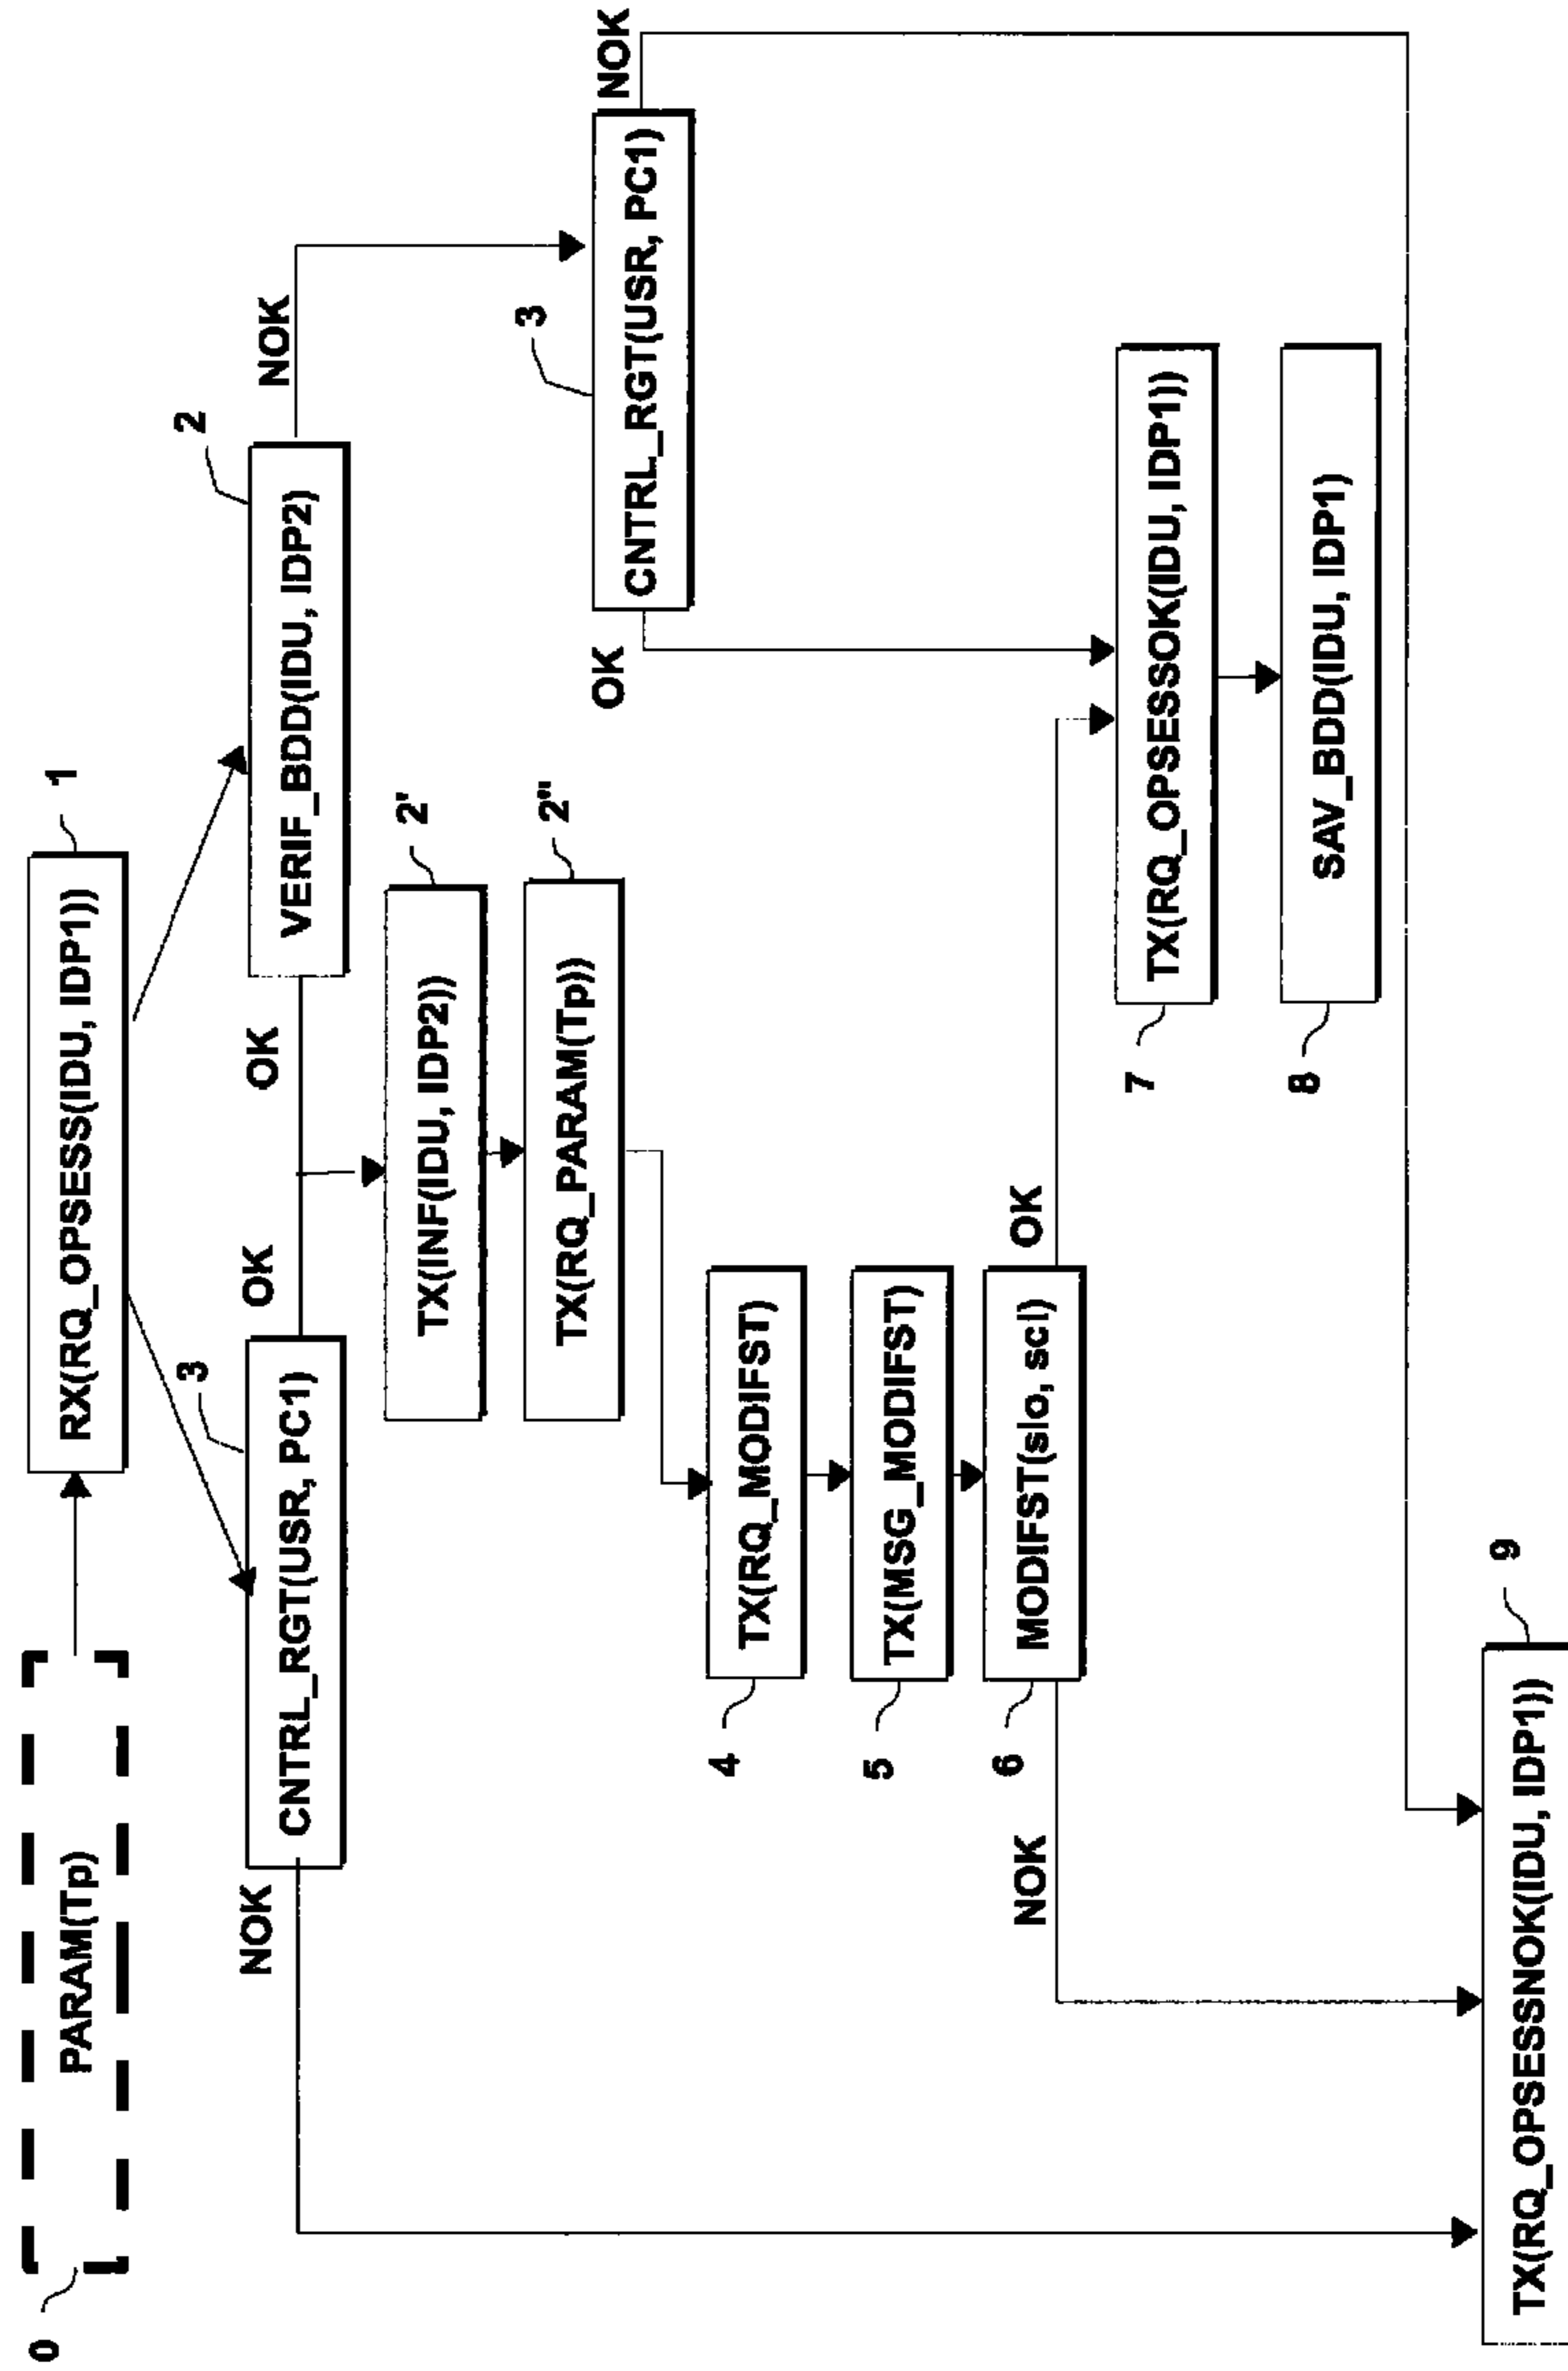 0
PARAM(Tp)
RX(RQ_OPSESS(IDU, IDP1))
1
NOK
CNTRL_RGT(USR, PC1)
3
OK
OK
VERIF_BDD(IDU, IDP2)
2
NOK
TX(INF(IDU, IDP2))
2'
TX(RQ_PARAM(Tp))
2"
OK
CNTRL_RGT(USR, PC1)
3
NOK
4
TX(RQ_MODIFST)
5
TX(MSG_MODIFST)
NOK
6
MODIFST(slo, scl)
OK
7
TX(RQ_OPSESSOK(IDU, IDP1))
8
SAV_BDD(IDU, IDP1)
TX(RQ_OPSESSNOK(IDU, IDP1))
9